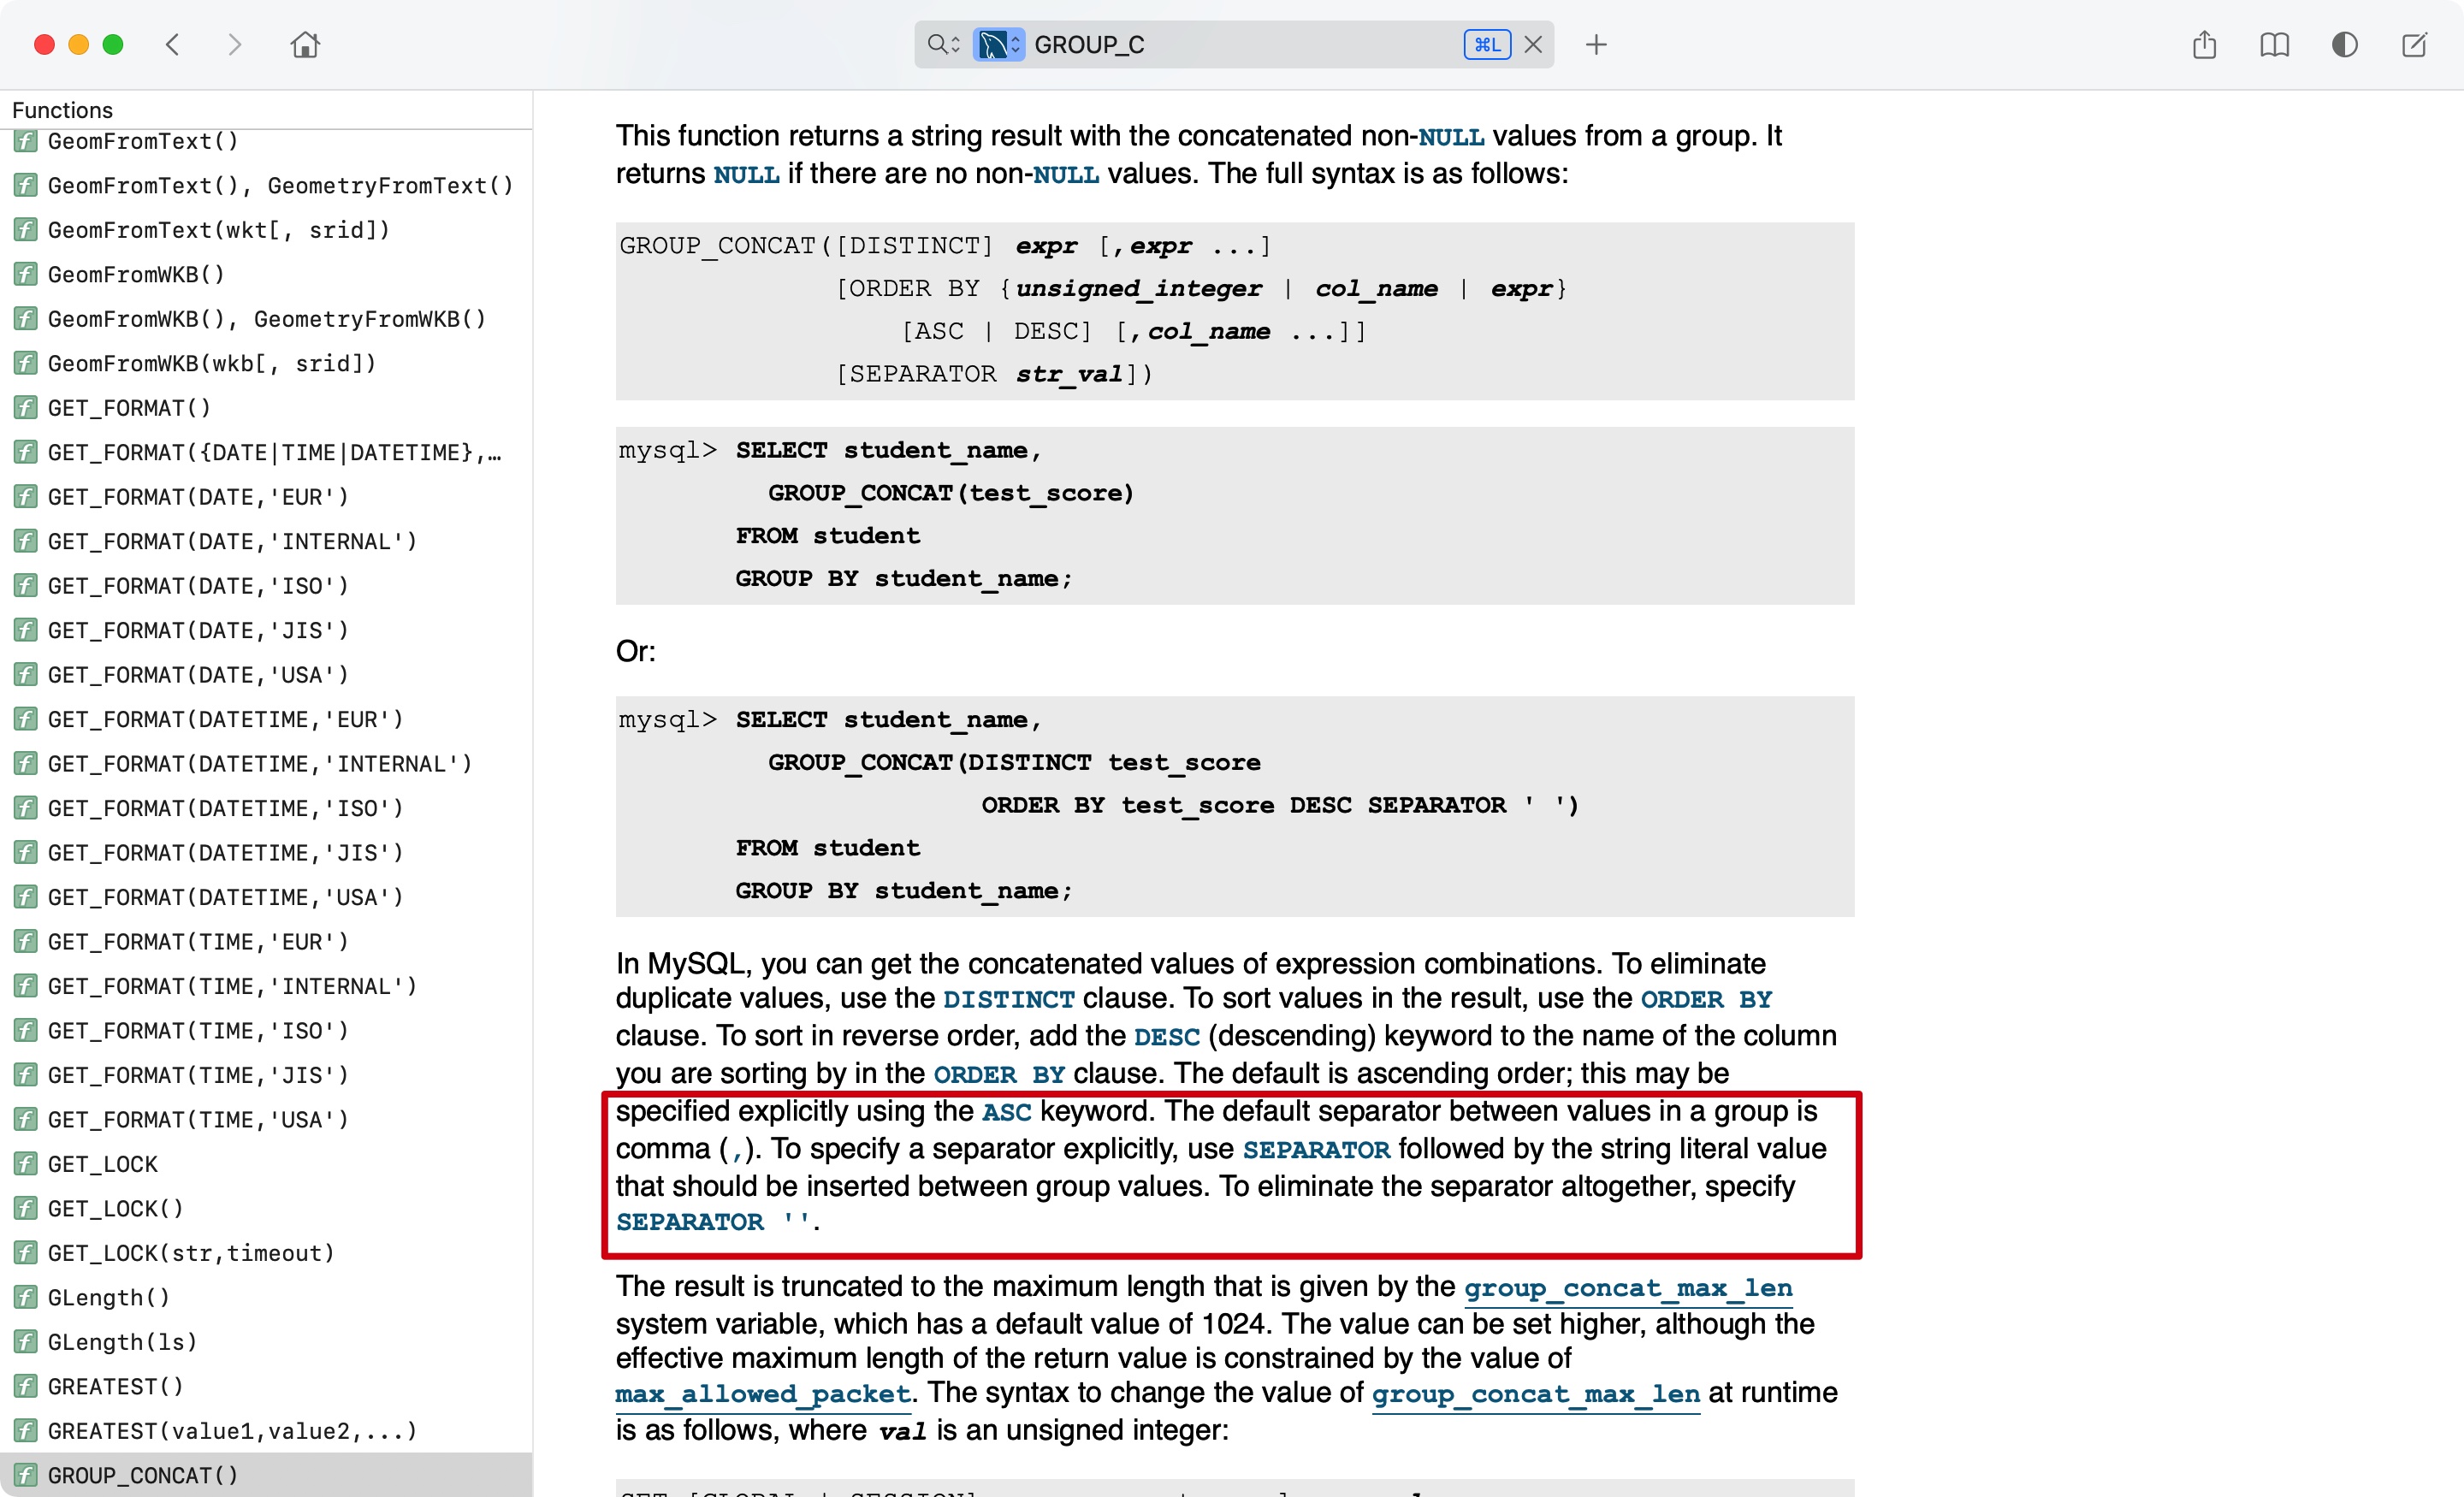 GROUP_C
⌘L
Functions
GeomFromText()
GeomFromText(), GeometryFromText()
GeomFromText(wkt[, srid])
GeomFromWKB()
GeomFromWKB(), GeometryFromWKB()
GeomFromWKB(wkb[, srid])
GET_FORMAT()
GET_FORMAT({DATE|TIME|DATETIME},…
GET_FORMAT(DATE,'EUR')
GET_FORMAT(DATE,'INTERNAL')
GET_FORMAT(DATE,'ISO')
GET_FORMAT(DATE,'JIS')
GET_FORMAT(DATE,'USA')
GET_FORMAT(DATETIME,'EUR')
GET_FORMAT(DATETIME,'INTERNAL')
GET_FORMAT(DATETIME,'ISO')
GET_FORMAT(DATETIME,'JIS')
GET_FORMAT(DATETIME,'USA')
GET_FORMAT(TIME,'EUR')
GET_FORMAT(TIME,'INTERNAL')
GET_FORMAT(TIME,'ISO')
GET_FORMAT(TIME,'JIS')
GET_FORMAT(TIME,'USA')
GET_LOCK
GET_LOCK()
GET_LOCK(str,timeout)
GLength()
GLength(ls)
GREATEST()
GREATEST(value1,value2,...)
GROUP_CONCAT()
This function returns a string result with the concatenated non-NULL values from a group. It
returns NULL if there are no non-NULL values. The full syntax is as follows:
GROUP_CONCAT([DISTINCT] expr [,expr ...]
[ORDER BY {unsigned_integer | col_name | expr}
[ASC | DESC] [,col_name ...]]
[SEPARATOR str_val])
mysql> SELECT student_name,
GROUP_CONCAT(test_score)
FROM student
GROUP BY student_name;
Or:
mysql> SELECT student_name,
GROUP_CONCAT(DISTINCT test_score
ORDER BY test_score DESC SEPARATOR ' ')
FROM student
GROUP BY student_name;
In MySQL, you can get the concatenated values of expression combinations. To eliminate
duplicate values, use the DISTINCT clause. To sort values in the result, use the ORDER BY
clause. To sort in reverse order, add the DESC (descending) keyword to the name of the column
you are sorting by in the ORDER BY clause. The default is ascending order; this may be
specified explicitly using the ASC keyword. The default separator between values in a group is
comma (,). To specify a separator explicitly, use SEPARATOR followed by the string literal value
that should be inserted between group values. To eliminate the separator altogether, specify
SEPARATOR ''.
The result is truncated to the maximum length that is given by the group_concat_max_len
system variable, which has a default value of 1024. The value can be set higher, although the
effective maximum length of the return value is constrained by the value of
max_allowed_packet. The syntax to change the value of group_concat_max_len at runtime
is as follows, where val is an unsigned integer: